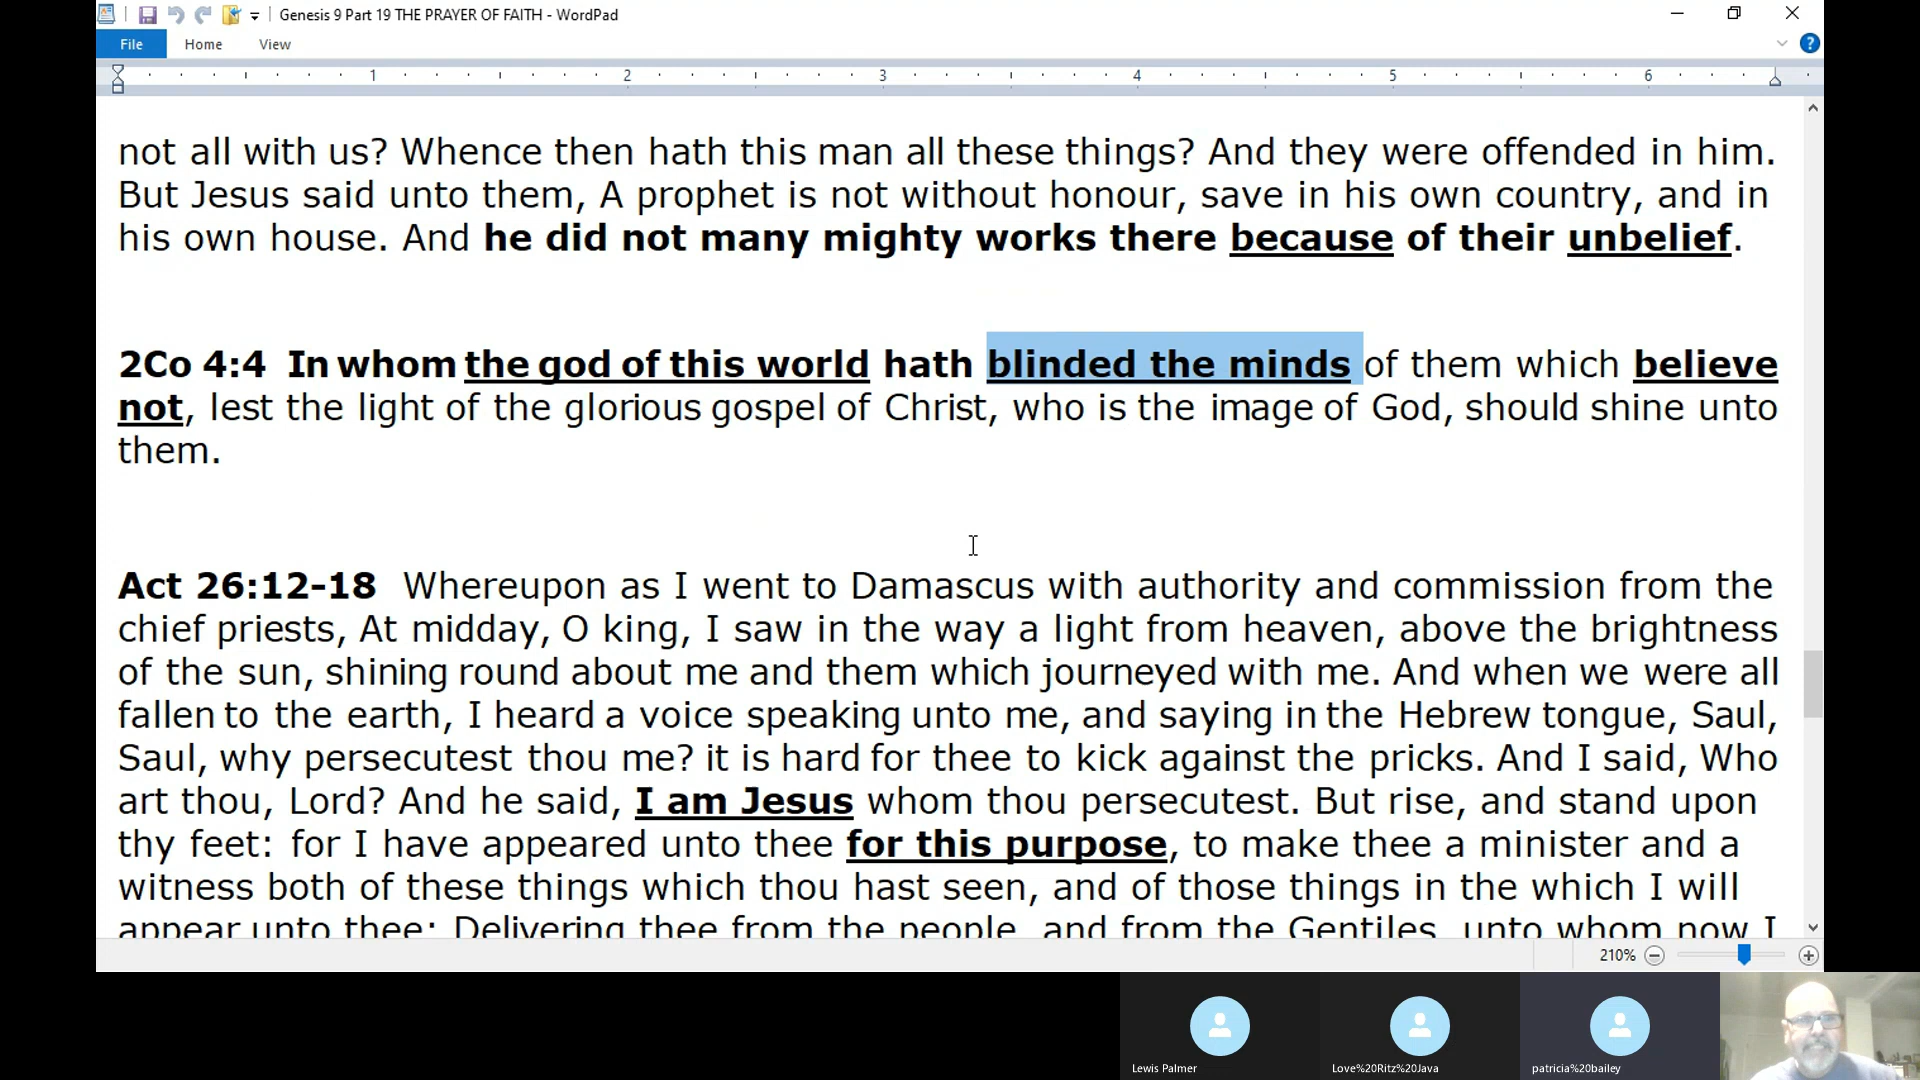 Genesis 9 Part 19 THE PRAYER OF FAITH - WordPad
File Home View
1 2 3 4 5 6
not all with us? Whence then hath this man all these things? And they were offended in him.
But Jesus said unto them, A prophet is not without honour, save in his own country, and in
his own house. And he did not many mighty works there because of their unbelief.
2Co 4:4 In whom the god of this world hath blinded the minds of them which believe
not, lest the light of the glorious gospel of Christ, who is the image of God, should shine unto
them.
Act 26:12-18 Whereupon as I went to Damascus with authority and commission from the
chief priests, At midday, O king, I saw in the way a light from heaven, above the brightness
of the sun, shining round about me and them which journeyed with me. And when we were all
fallen to the earth, I heard a voice speaking unto me, and saying in the Hebrew tongue, Saul,
Saul, why persecutest thou me? it is hard for thee to kick against the pricks. And I said, Who
art thou, Lord? And he said, I am Jesus whom thou persecutest. But rise, and stand upon
thy feet: for I have appeared unto thee for this purpose, to make thee a minister and a
witness both of these things which thou hast seen, and of those things in the which I will
appear unto thee; Delivering thee from the people, and from the Gentiles, unto whom now I
210%
Lewis Palmer Love%20Ritz%20Java patricia%20bailey